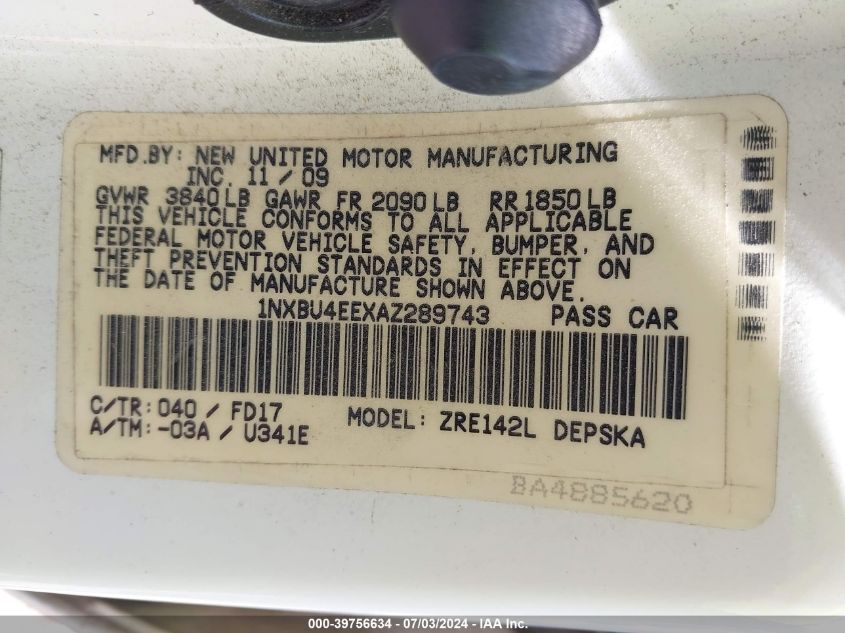 MFD.BY: NEW UNITED MOTOR MANUFACTURING
INC. 11 / 09
GVWR 3840 LB GAWR FR 2090 LB RR 1850 LB
THIS VEHICLE CONFORMS TO ALL APPLICABLE
FEDERAL MOTOR VEHICLE SAFETY, BUMPER, AND
THEFT PREVENTION STANDARDS IN EFFECT ON
THE DATE OF MANUFACTURE SHOWN ABOVE.
1NXBU4EEXAZ289743 PASS CAR
C/TR: 040 / FD17 MODEL: ZRE142L DEPSKA
A/TM: -03A / U341E
BA4885620
000-39756634 - 07/03/2024 - IAA Inc.